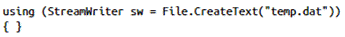 using (StreamWriter sw = File.CreateText("temp.dat"))
{ }